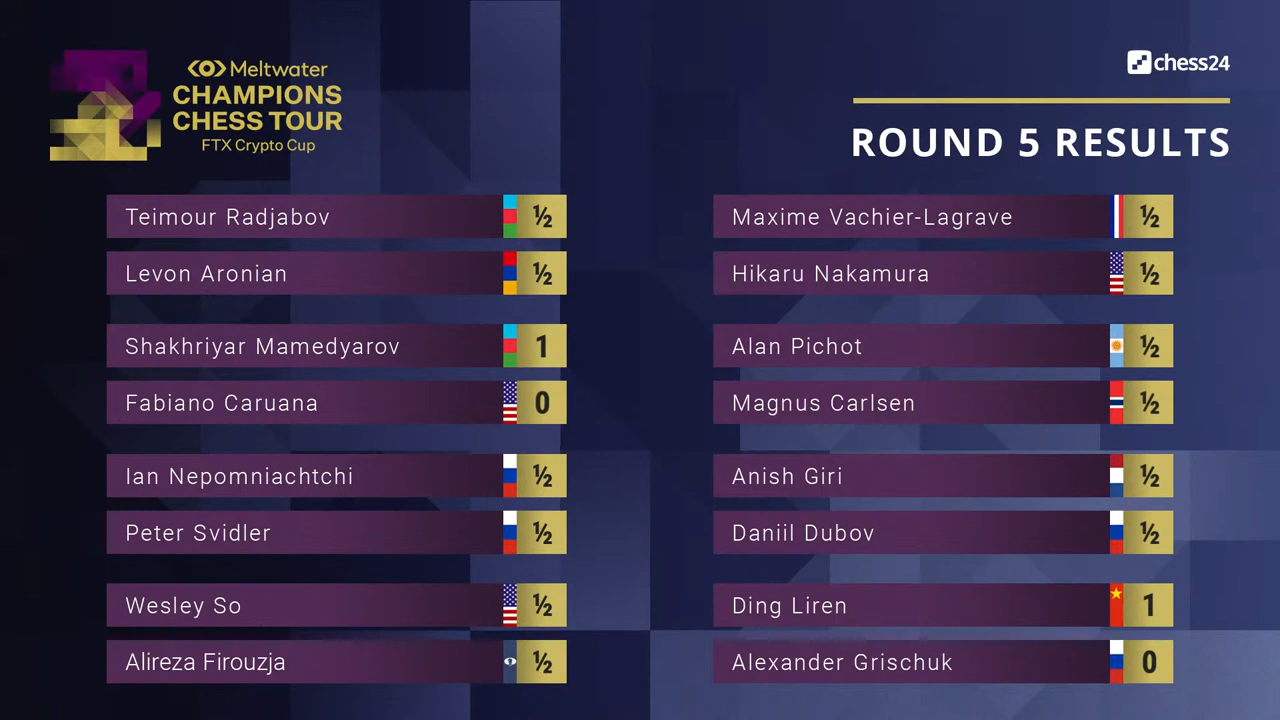 Meltwater
CHAMPIONS
CHESS TOUR
FTX Crypto Cup
chess24
ROUND 5 RESULTS
Teimour Radjabov ½
Levon Aronian ½
Shakhriyar Mamedyarov 1
Fabiano Caruana 0
Ian Nepomniachtchi ½
Peter Svidler ½
Wesley So ½
Alireza Firouzja ½
Maxime Vachier-Lagrave ½
Hikaru Nakamura ½
Alan Pichot ½
Magnus Carlsen ½
Anish Giri ½
Daniil Dubov ½
Ding Liren 1
Alexander Grischuk 0